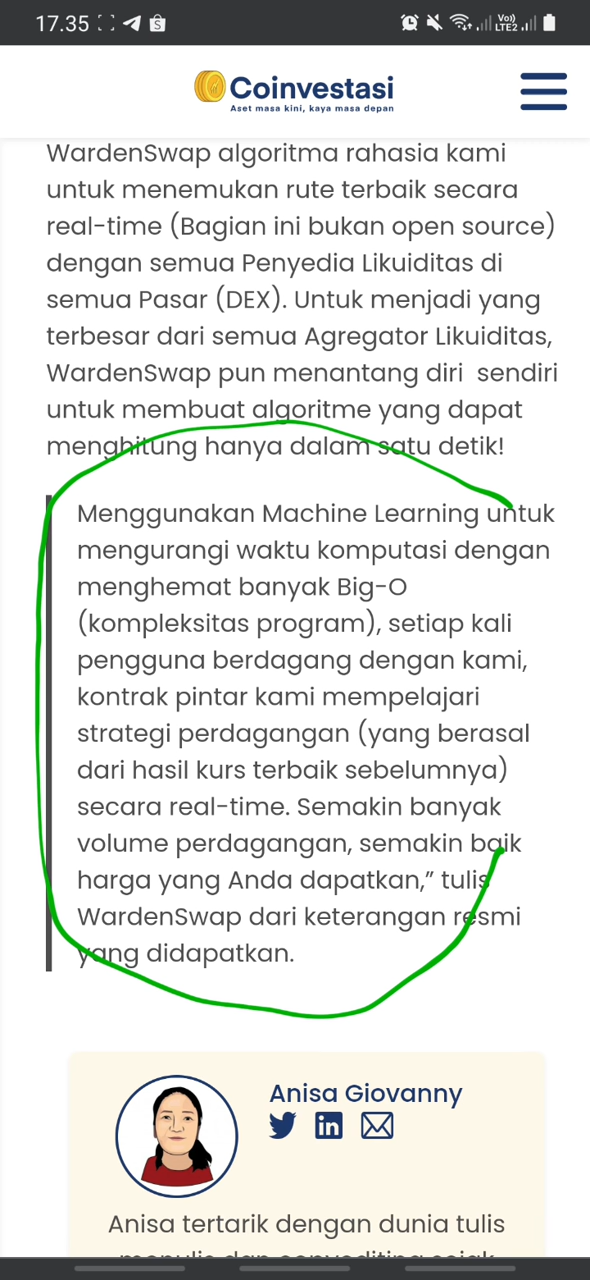 17.35
Vo))
LTE2
Coinvestasi
Aset masa kini, kaya masa depan
WardenSwap algoritma rahasia kami
untuk menemukan rute terbaik secara
real-time (Bagian ini bukan open source)
dengan semua Penyedia Likuiditas di
semua Pasar (DEX). Untuk menjadi yang
terbesar dari semua Agregator Likuiditas,
WardenSwap pun menantang diri  sendiri
untuk membuat algoritme yang dapat
menghitung hanya dalam satu detik!
Menggunakan Machine Learning untuk
mengurangi waktu komputasi dengan
menghemat banyak Big-O
(kompleksitas program), setiap kali
pengguna berdagang dengan kami,
kontrak pintar kami mempelajari
strategi perdagangan (yang berasal
dari hasil kurs terbaik sebelumnya)
secara real-time. Semakin banyak
volume perdagangan, semakin baik
harga yang Anda dapatkan,” tulis
WardenSwap dari keterangan resmi
yang didapatkan.
Anisa Giovanny
in
Anisa tertarik dengan dunia tulis